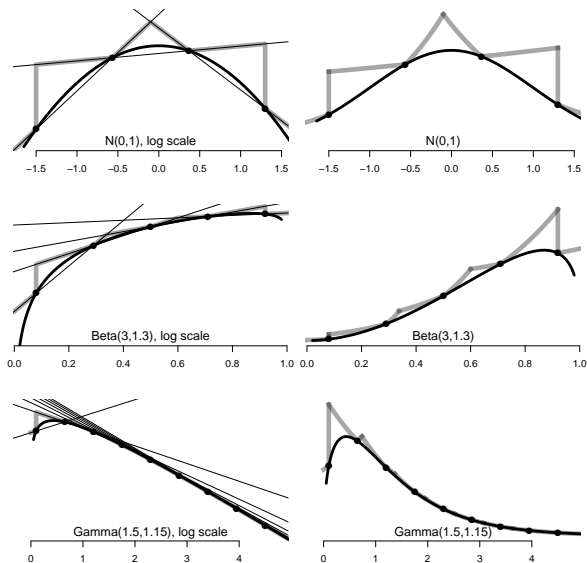 N(0,1), log scale
−1.5 −1.0 −0.5 0.0 0.5 1.0 1.5
N(0,1)
−1.5 −1.0 −0.5 0.0 0.5 1.0 1.5
Beta(3,1.3), log scale
0.0 0.2 0.4 0.6 0.8 1.0
Beta(3,1.3)
0.0 0.2 0.4 0.6 0.8 1.0
Gamma(1.5,1.15), log scale
0 1 2 3 4
Gamma(1.5,1.15)
0 1 2 3 4